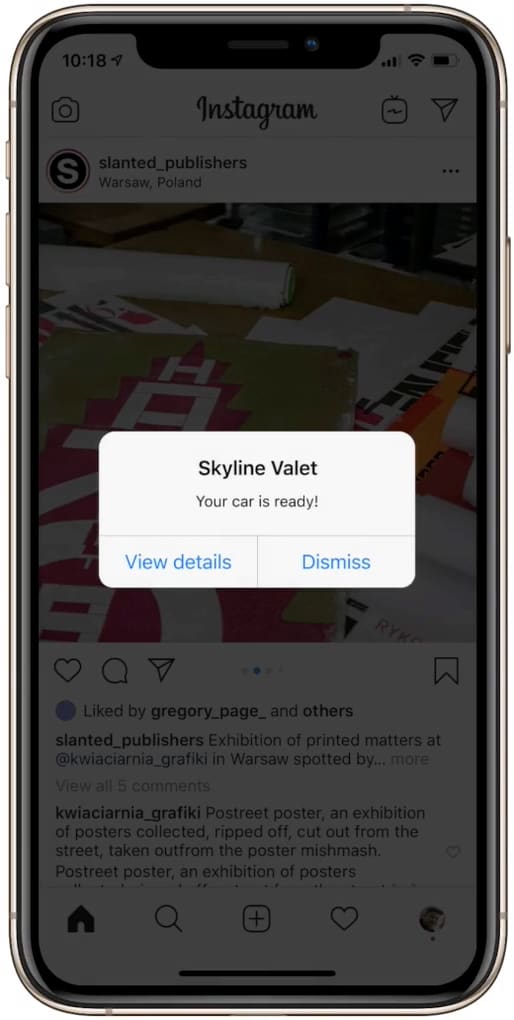 10:18
Instagram
S slanted_publishers
Warsaw, Poland
Skyline Valet
Your car is ready!
View details Dismiss
RYKO
Liked by gregory_page_ and others
slanted_publishers Exhibition of printed matters at
@kwiaciarnia_grafiki in Warsaw spotted by... more
View all 5 comments
kwiaciarnia_grafiki Postreet poster, an exhibition
of posters collected, ripped off, cut out from the
street, taken outfrom the poster mishmash.
Postreet poster, an exhibition of posters